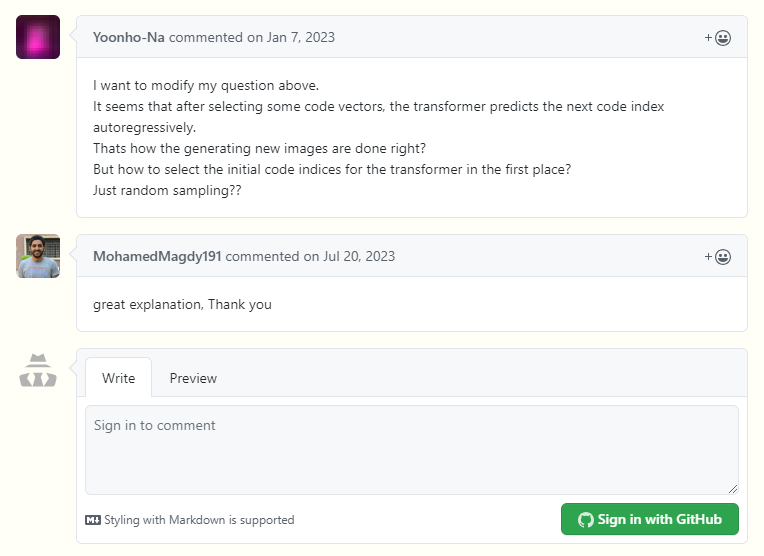 Yoonho-Na commented on Jan 7, 2023
I want to modify my question above.
It seems that after selecting some code vectors, the transformer predicts the next code index
autoregressively.
Thats how the generating new images are done right?
But how to select the initial code indices for the transformer in the first place?
Just random sampling??
MohamedMagdy191 commented on Jul 20, 2023
great explanation, Thank you
Write Preview
Sign in to comment
Styling with Markdown is supported
Sign in with GitHub